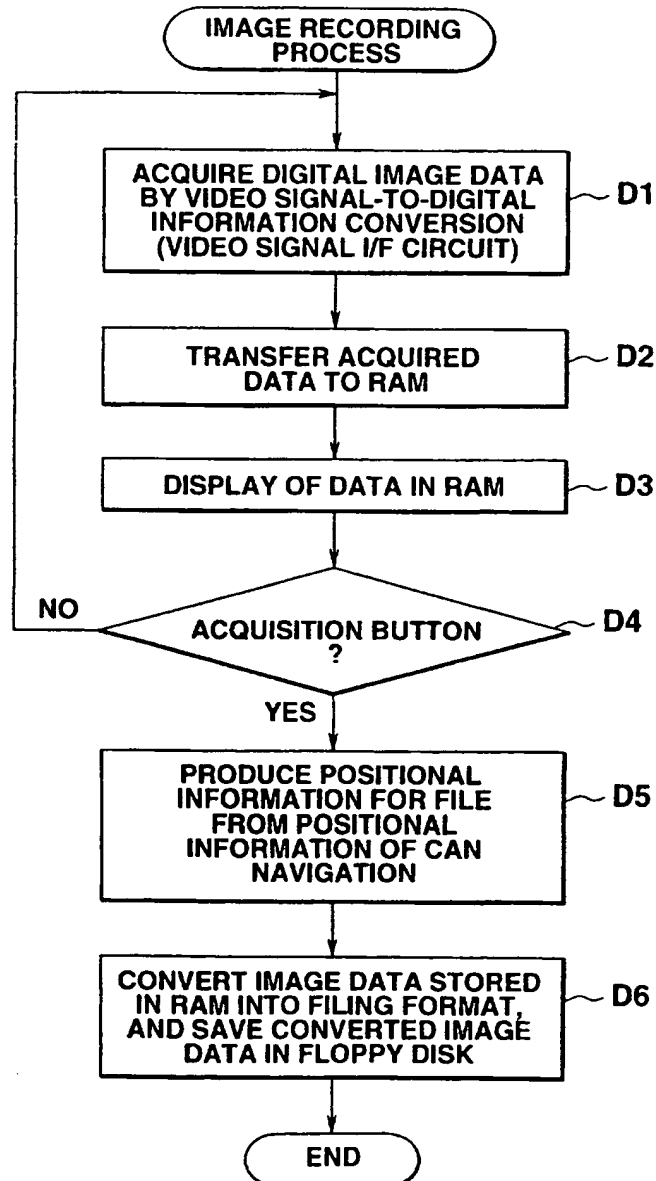 IMAGE RECORDING
PROCESS
ACQUIRE DIGITAL IMAGE DATA
BY VIDEO SIGNAL-TO-DIGITAL
INFORMATION CONVERSION
(VIDEO SIGNAL I/F CIRCUIT)
D1
TRANSFER ACQUIRED
DATA TO RAM
D2
DISPLAY OF DATA IN RAM
D3
NO
ACQUISITION BUTTON
?
D4
YES
PRODUCE POSITIONAL
INFORMATION FOR FILE
FROM POSITIONAL
INFORMATION OF CAN
NAVIGATION
D5
CONVERT IMAGE DATA STORED
IN RAM INTO FILING FORMAT,
AND SAVE CONVERTED IMAGE
DATA IN FLOPPY DISK
D6
END